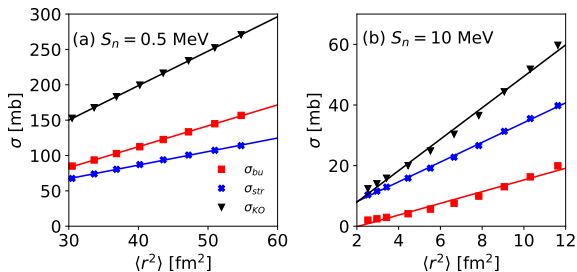 (a) Sₙ = 0.5 MeV
σ [mb]
300
250
200
150
100
50
0
30
40
50
60
⟨r²⟩ [fm²]
σ_bu
σ_str
σ_KO
(b) Sₙ = 10 MeV
σ [mb]
60
40
20
0
2
4
6
8
10
12
⟨r²⟩ [fm²]